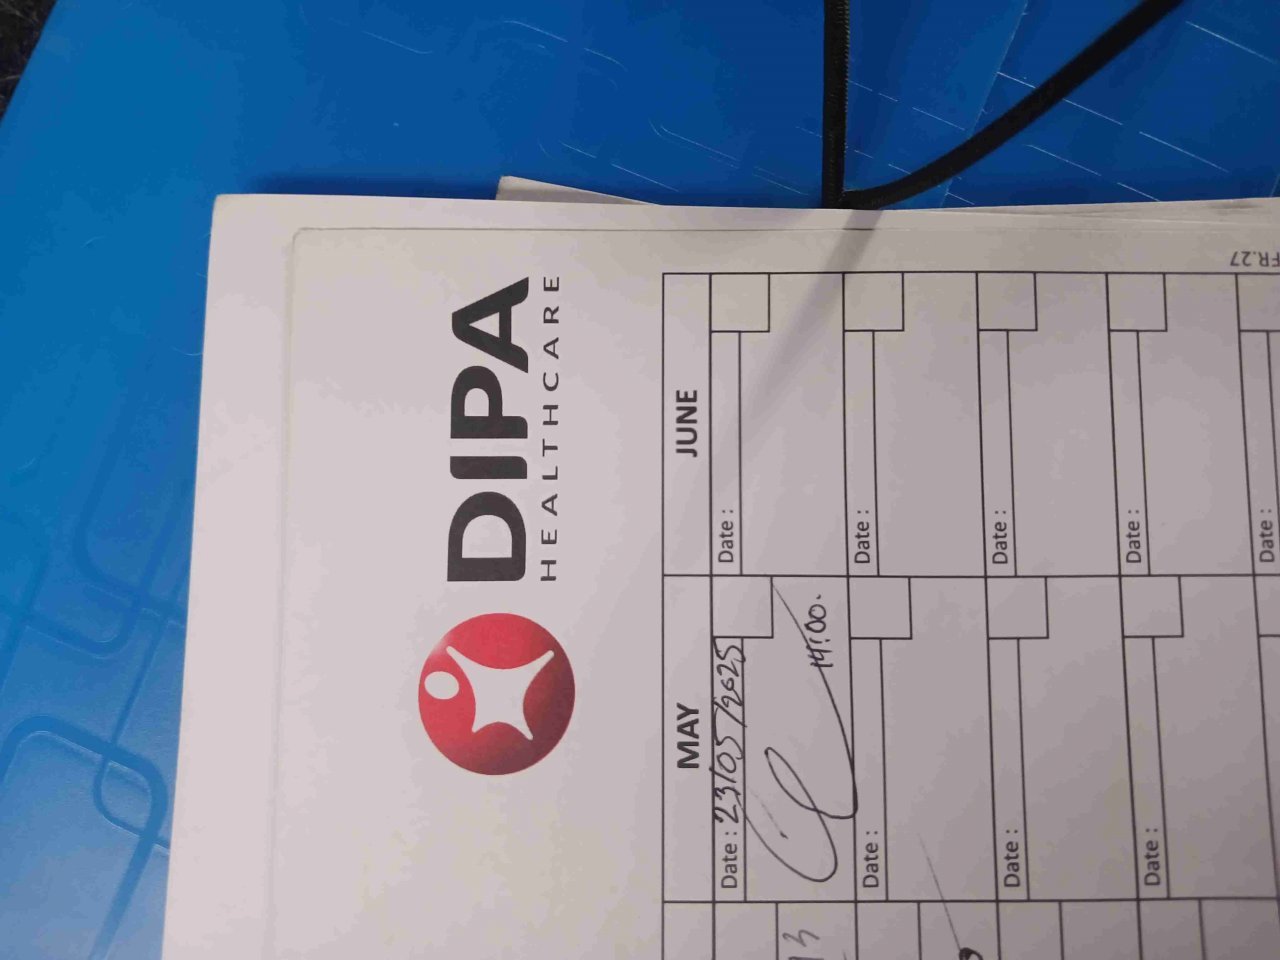 DIPA
HEALTHCARE
MAY JUNE
Date : 23/05/2025 Date :
14:00.
Date : Date :
Date : Date :
Date : Date :
Date :
13
FR.27